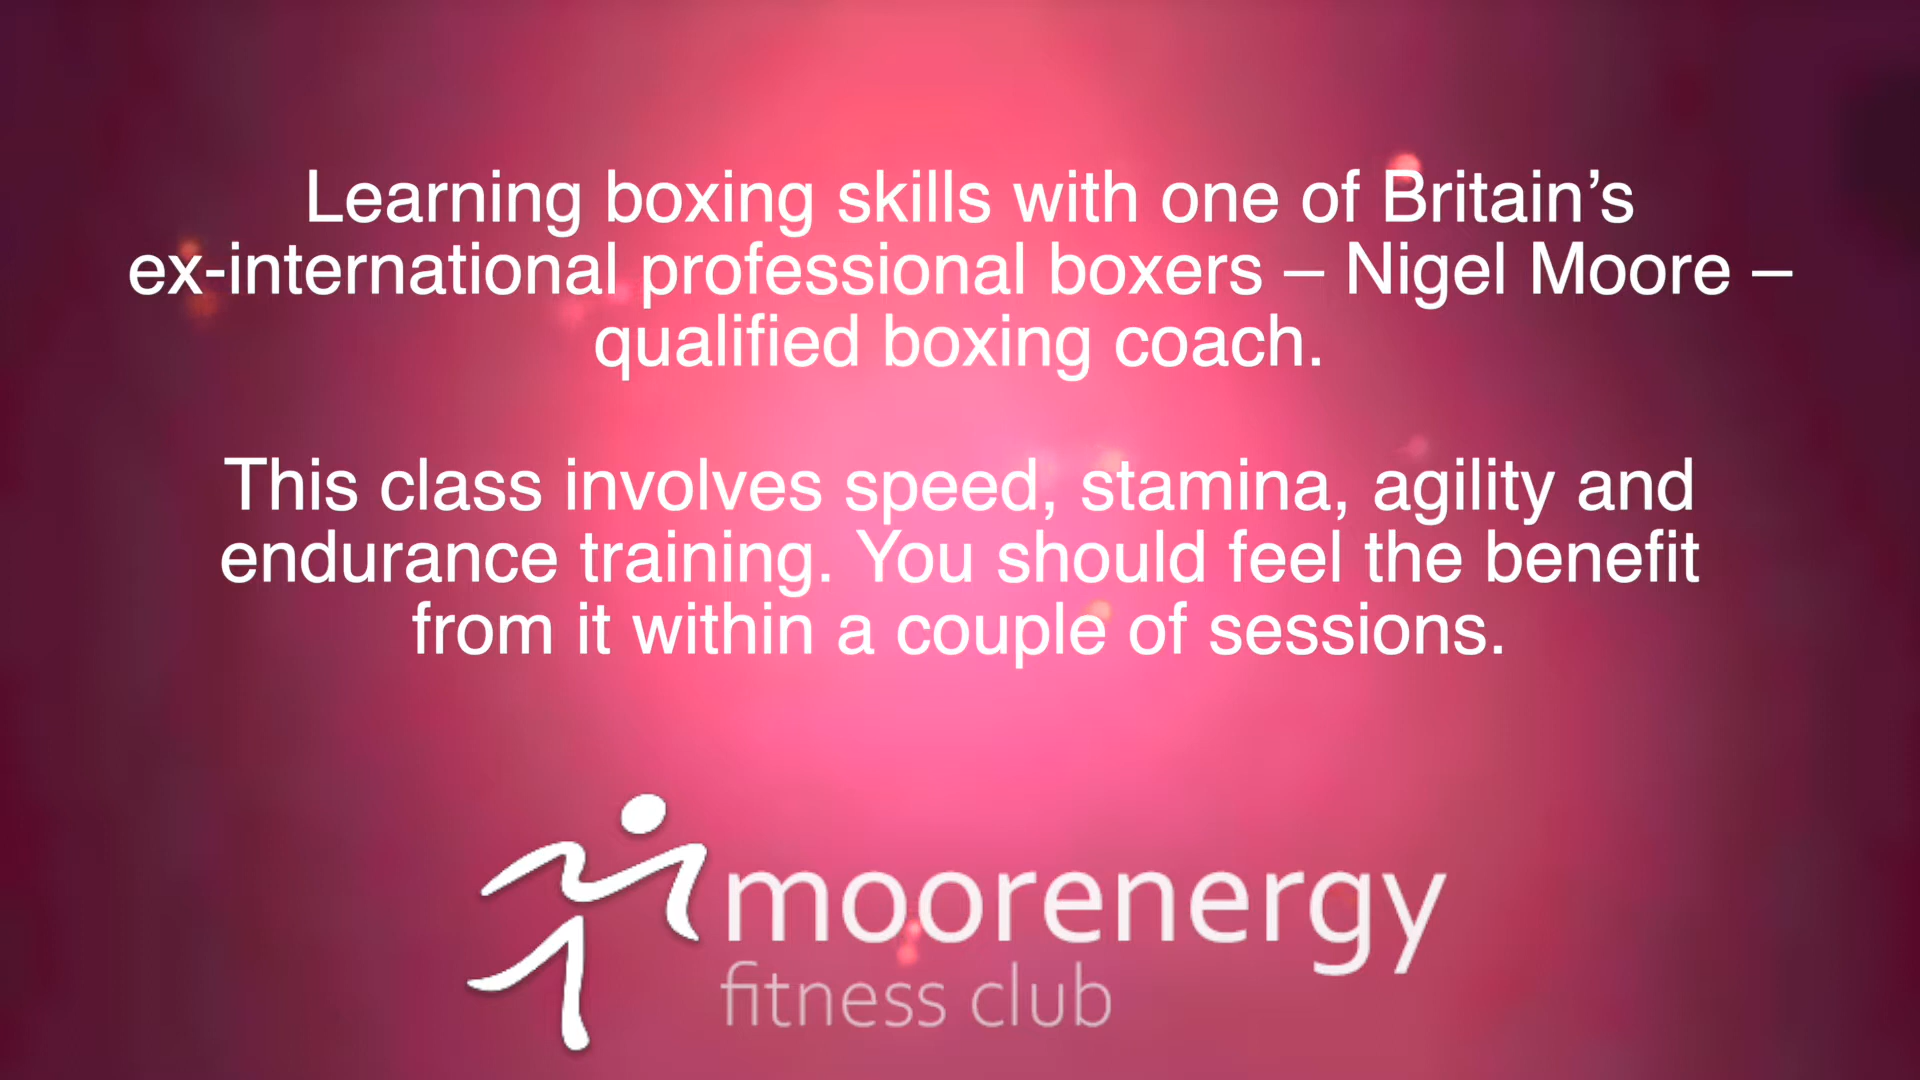 Learning boxing skills with one of Britain’s
ex-international professional boxers – Nigel Moore –
qualified boxing coach.
This class involves speed, stamina, agility and
endurance training. You should feel the benefit
from it within a couple of sessions.
moorenergy
fitness club